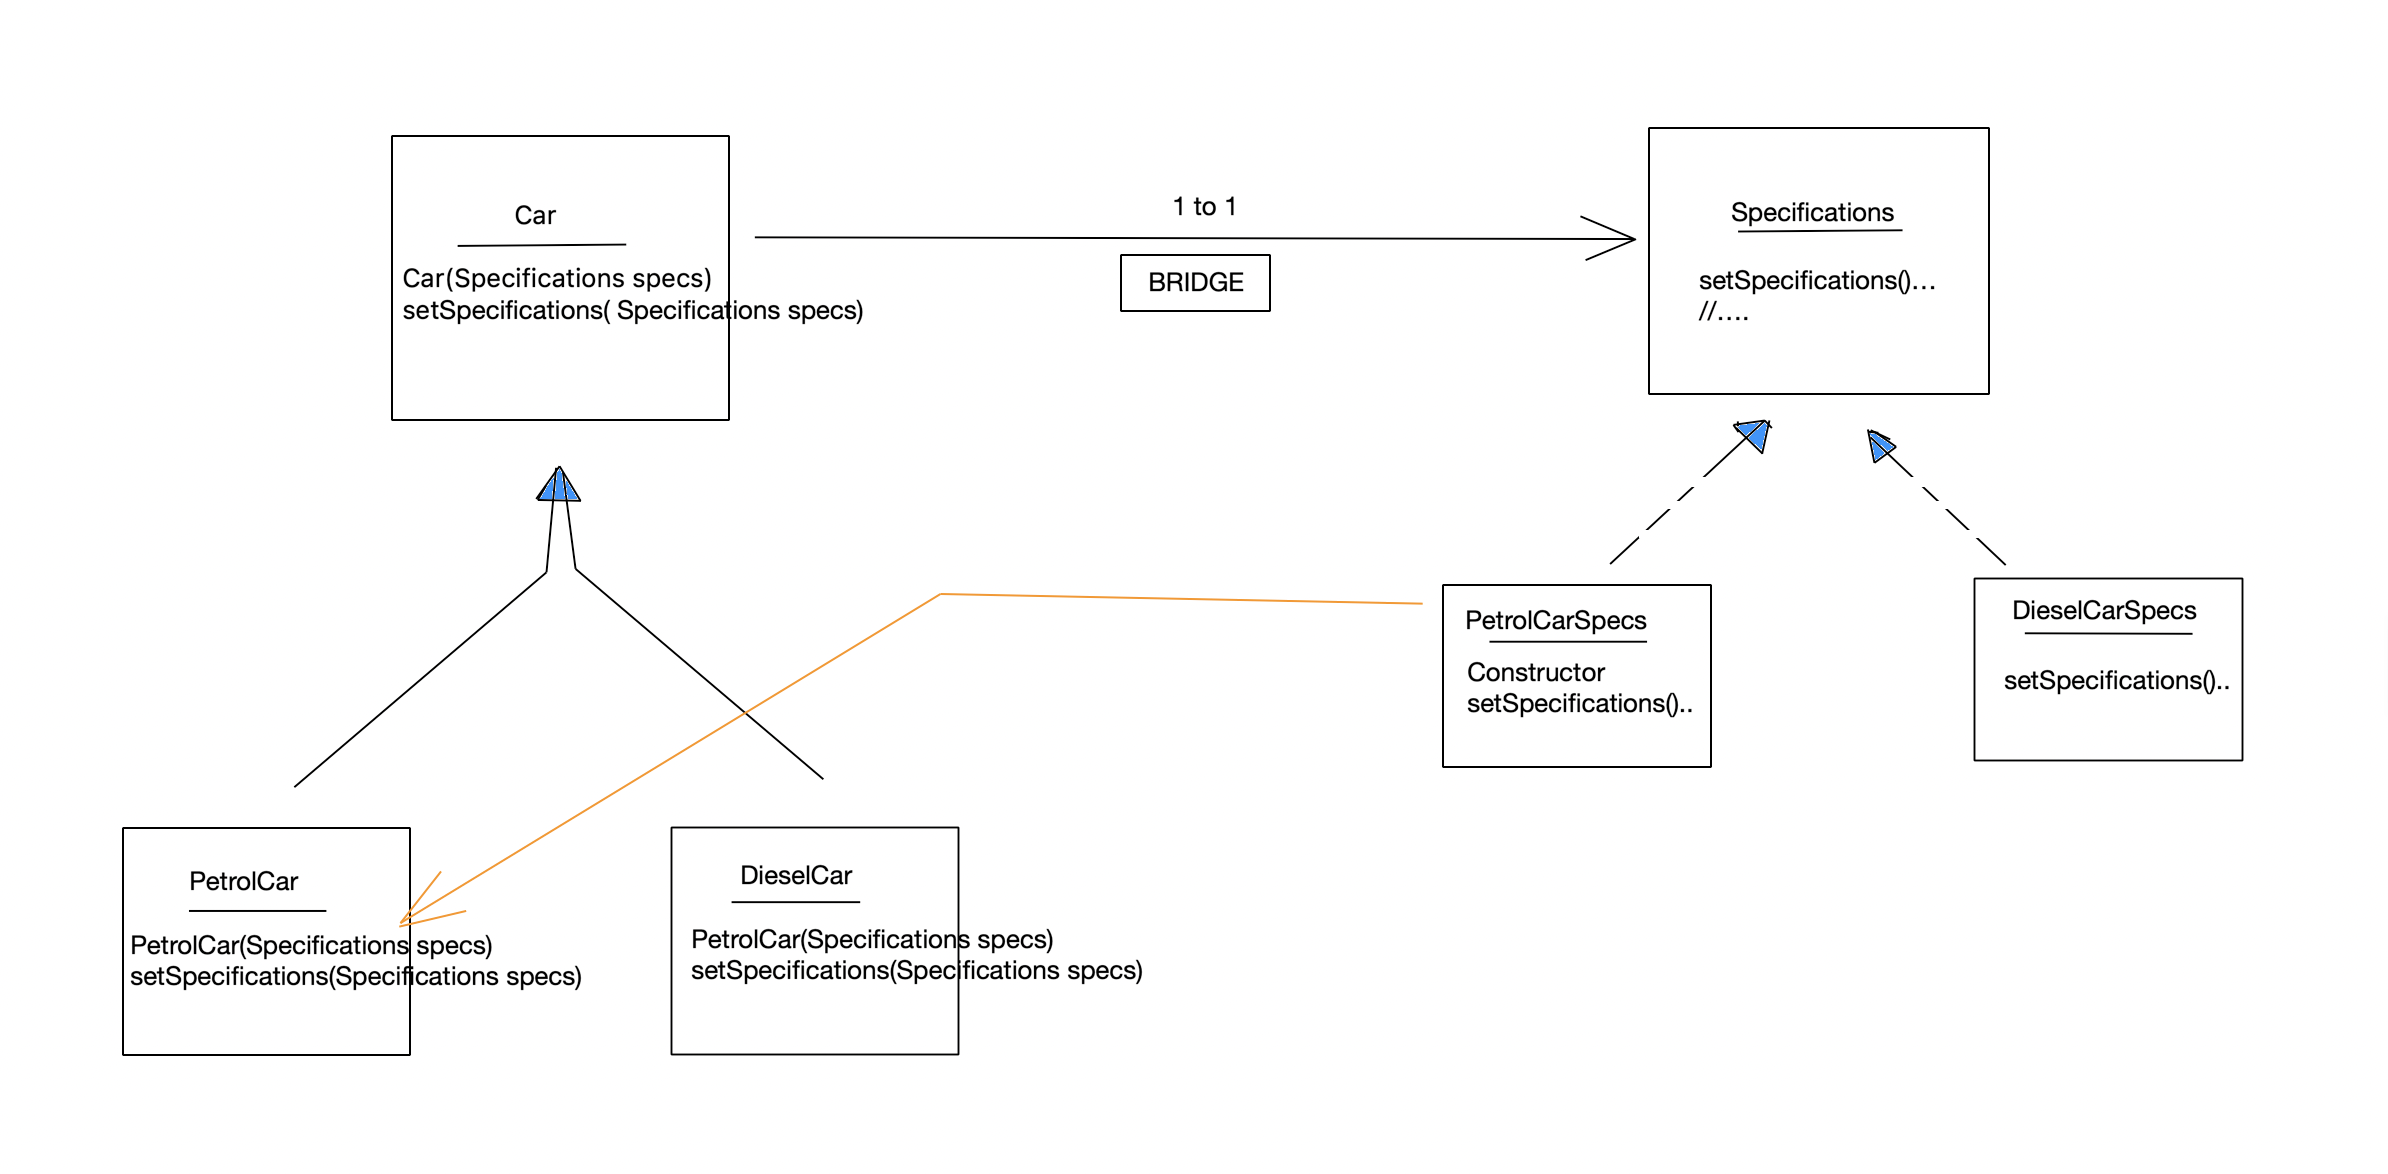 Car
Car(Specifications specs)
setSpecifications( Specifications specs)
1 to 1
BRIDGE
Specifications
setSpecifications()...
//....
PetrolCarSpecs
Constructor
setSpecifications()..
DieselCarSpecs
setSpecifications()..
PetrolCar
PetrolCar(Specifications specs)
setSpecifications(Specifications specs)
DieselCar
PetrolCar(Specifications specs)
setSpecifications(Specifications specs)